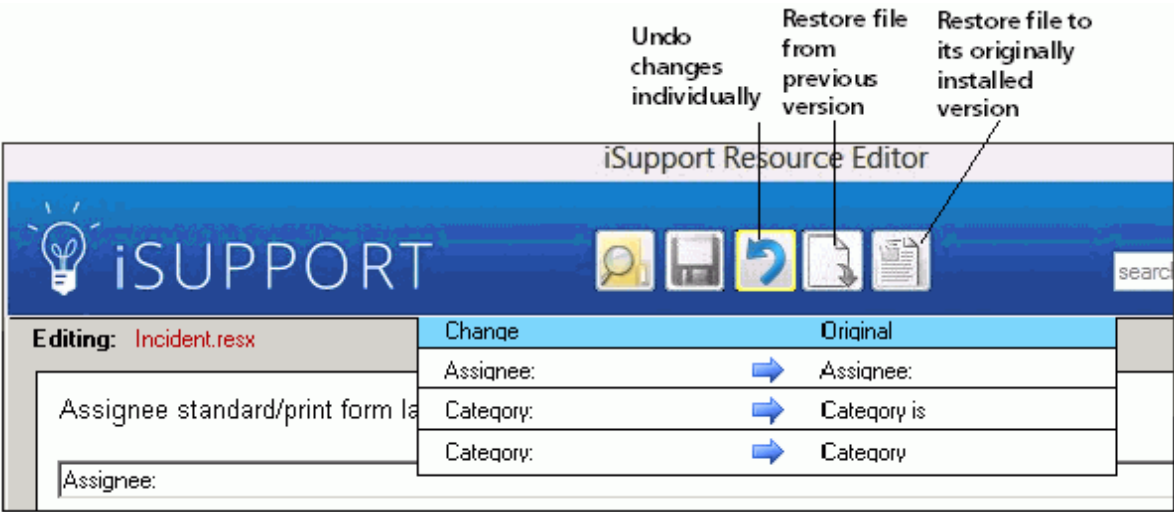 Undo
changes
individually
Restore file
from
previous
version
Restore file to
its originally
installed
version
iSupport Resource Editor
iSUPPORT
searc
Editing: Incident.resx
Change Original
Assignee: Assignee:
Category: Category is
Category: Category
Assignee standard/print form la
Assignee: